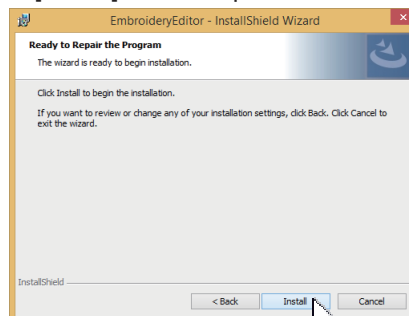 EmbroideryEditor - InstallShield Wizard
Ready to Repair the Program
The wizard is ready to begin installation.
Click Install to begin the installation.
If you want to review or change any of your installation settings, click Back. Click Cancel to
exit the wizard.
InstallShield
< Back Install Cancel